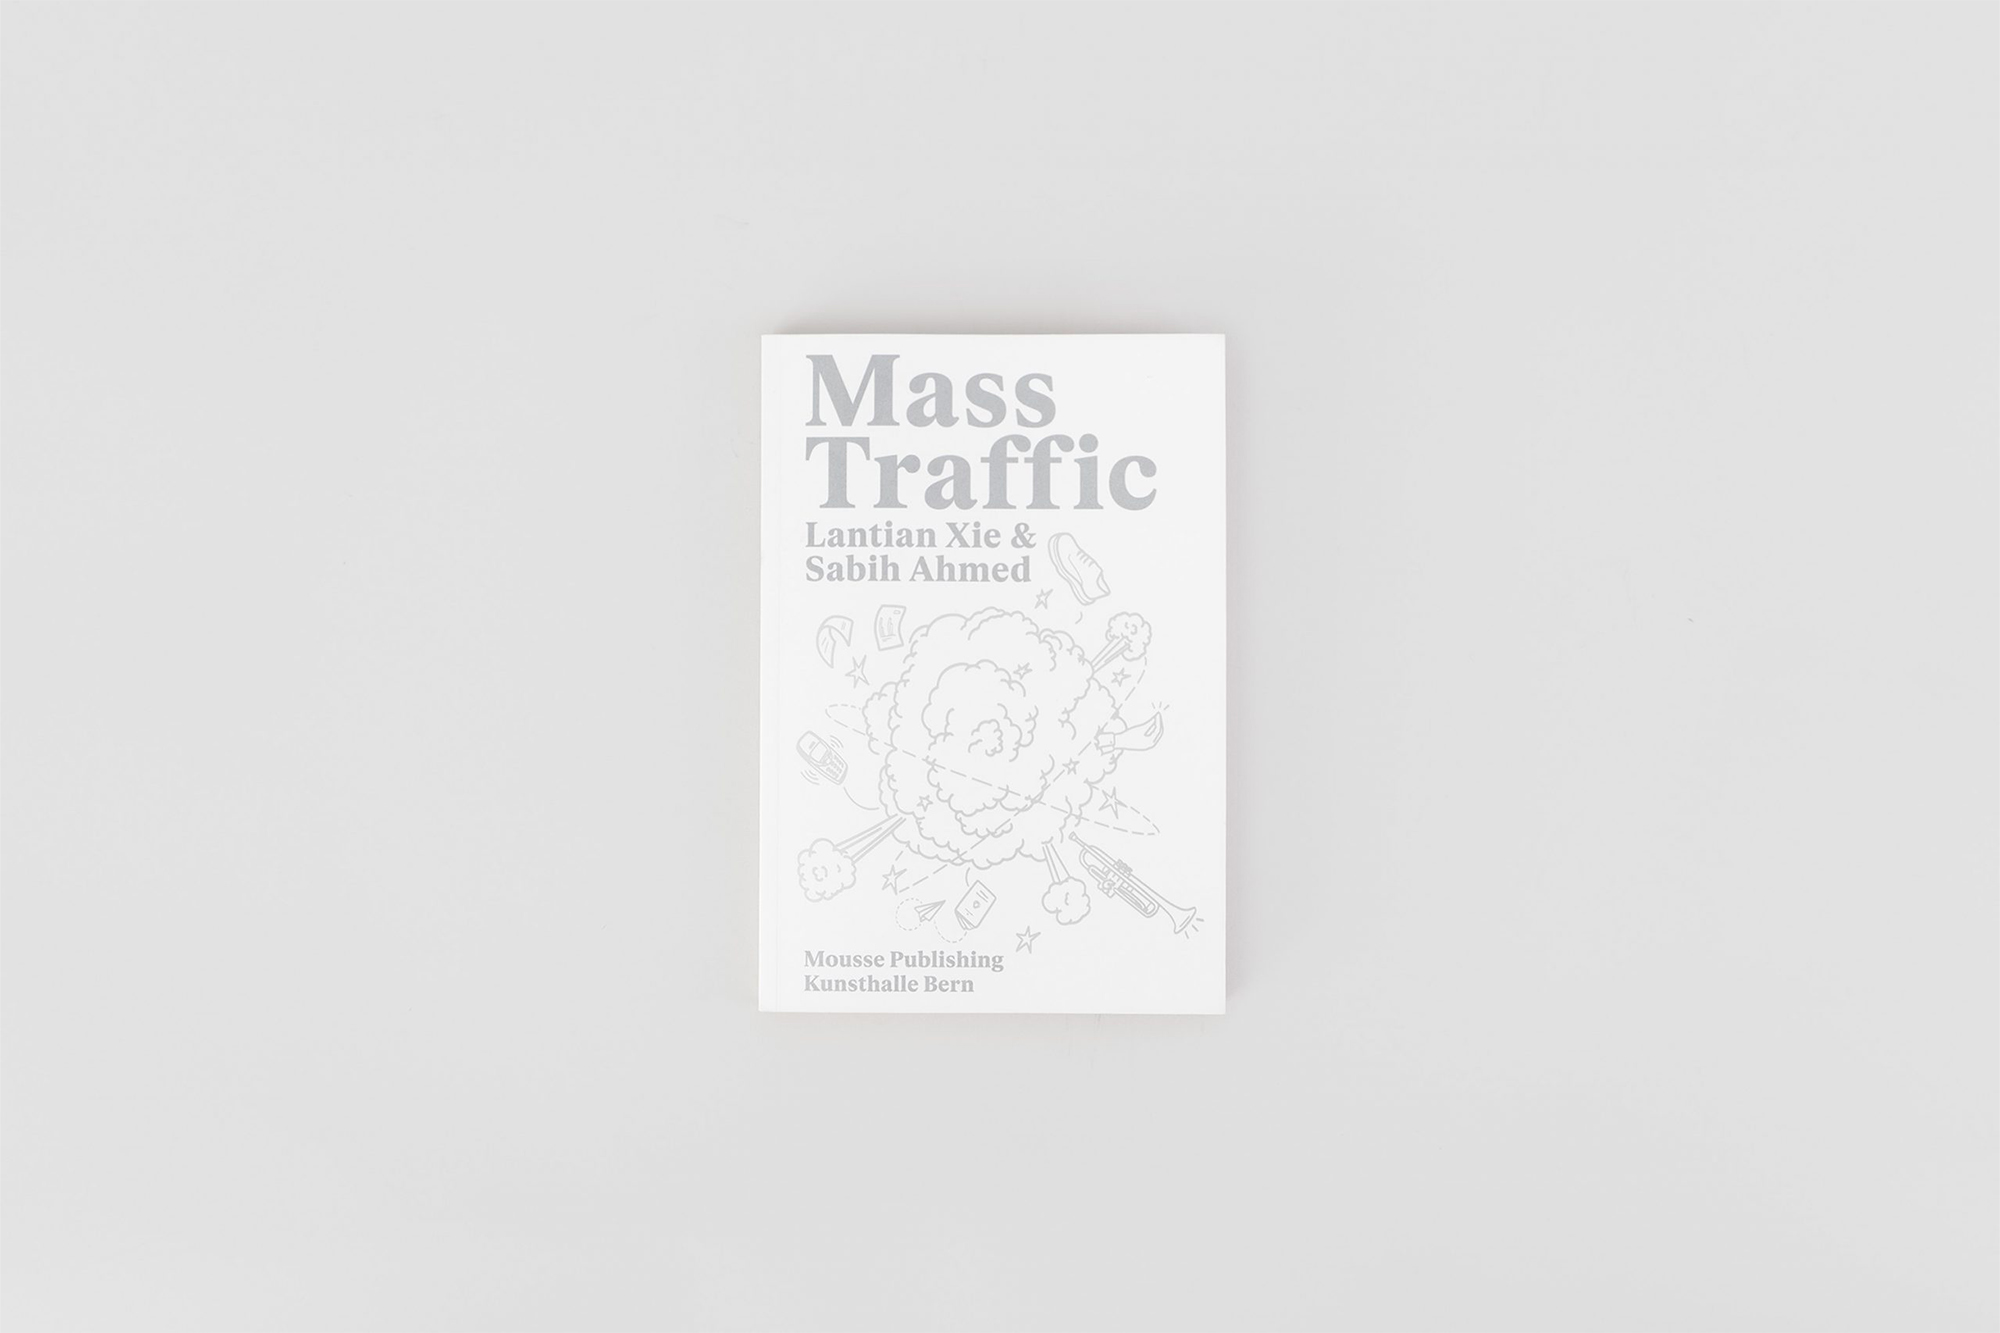 Mass
Traffic
Lantian Xie &
Sabih Ahmed
Mousse Publishing
Kunsthalle Bern